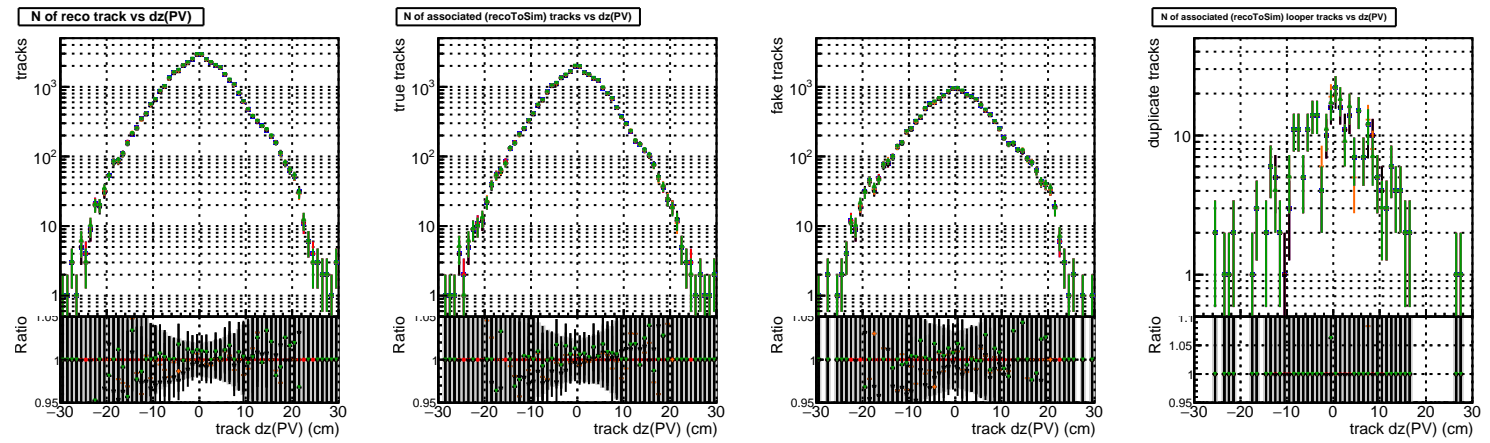 N of reco track vs dz(PV)
tracks
10³
10²
10
1
1.05
Ratio
1
0.95
−30 −20 −10 0 10 20 30
track dz(PV) (cm)
N of associated (recoToSim) tracks vs dz(PV)
true tracks
10³
10²
10
1
1.05
Ratio
1
0.95
−30 −20 −10 0 10 20 30
track dz(PV) (cm)
fake tracks
10³
10²
10
1
1.05
Ratio
1
0.95
−30 −20 −10 0 10 20 30
track dz(PV) (cm)
N of associated (recoToSim) looper tracks vs dz(PV)
duplicate tracks
10
1
1.1
Ratio
1.05
1
0.95
−30 −20 −10 0 10 20 30
track dz(PV) (cm)